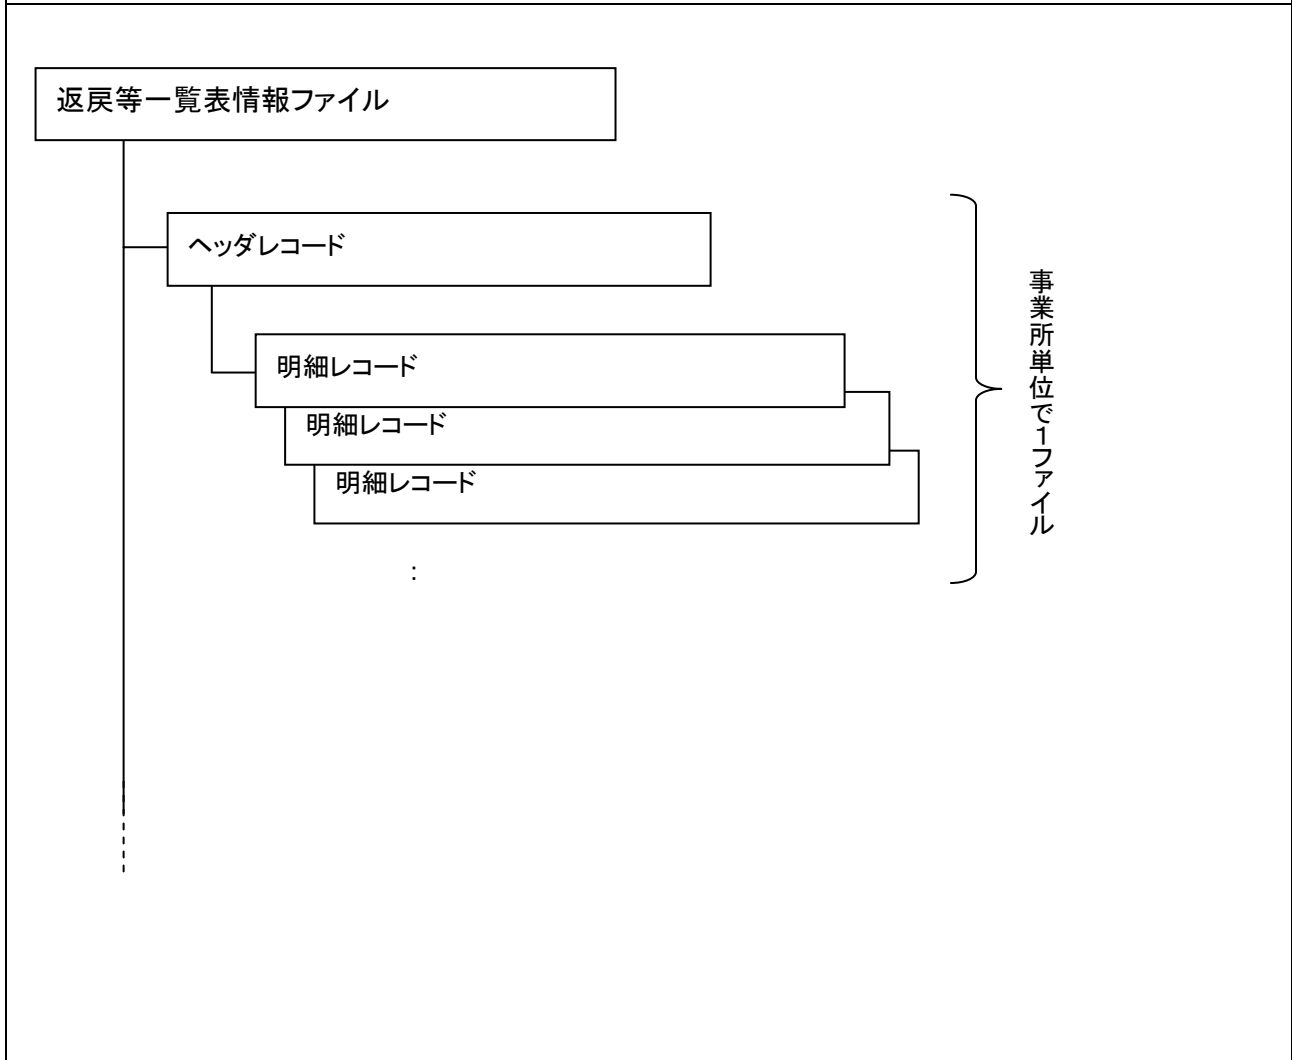 返戻等一覧表情報ファイル
ヘッダレコード
明細レコード
明細レコード
明細レコード
:
事業所単位で１ファイル